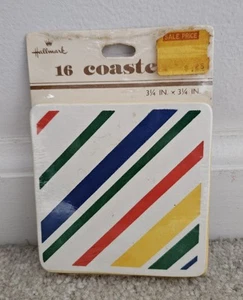 Hallmark
SALE PRICE
16 coaste
3¼ IN. × 3¼ IN